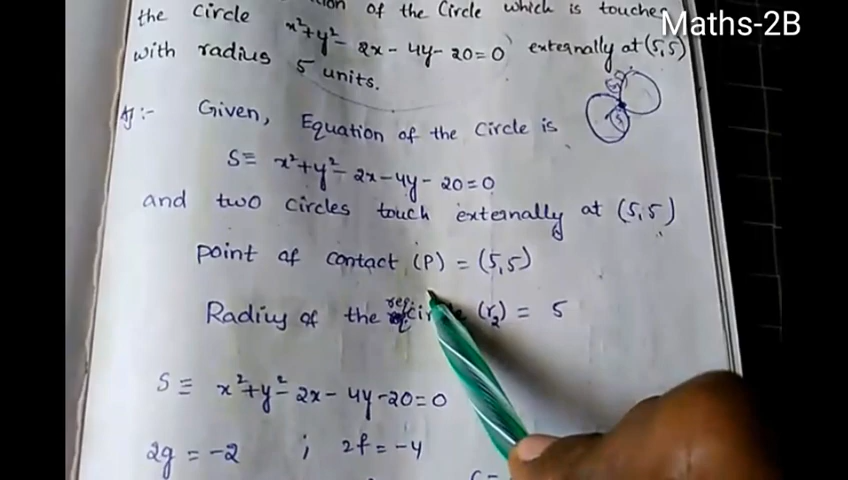 of the Circle which is touches
Maths-2B
the circle x²+y²-2x-4y-20=0 externally at (5,5)
with radius 5 units.
Given, Equation of the Circle is
S≡ x²+y²-2x-4y-20=0
and two circles touch externally at (5,5)
point of contact (P) = (5,5)
Radius of the req (r₂) = 5
S ≡ x²+y²-2x-4y-20=0
2g = -2 ; 2f = -4